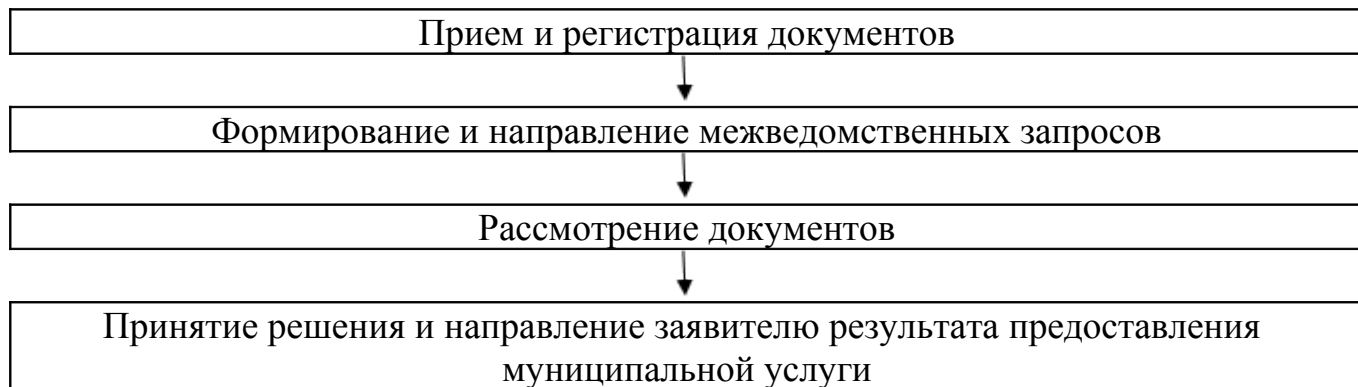 Прием и регистрация документов
Формирование и направление межведомственных запросов
Рассмотрение документов
Принятие решения и направление заявителю результата предоставления
муниципальной услуги